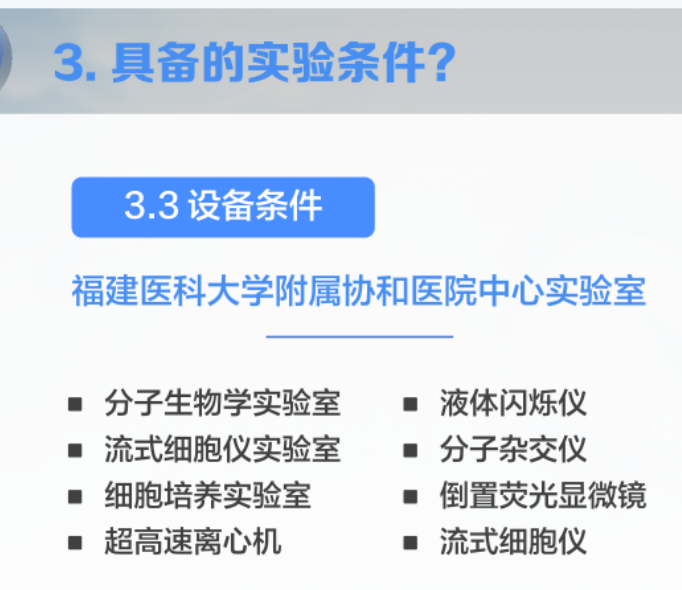 3. 具备的实验条件？
3.3 设备条件
福建医科大学附属协和医院中心实验室
■ 分子生物学实验室
■ 流式细胞仪实验室
■ 细胞培养实验室
■ 超高速离心机
■ 液体闪烁仪
■ 分子杂交仪
■ 倒置荧光显微镜
■ 流式细胞仪